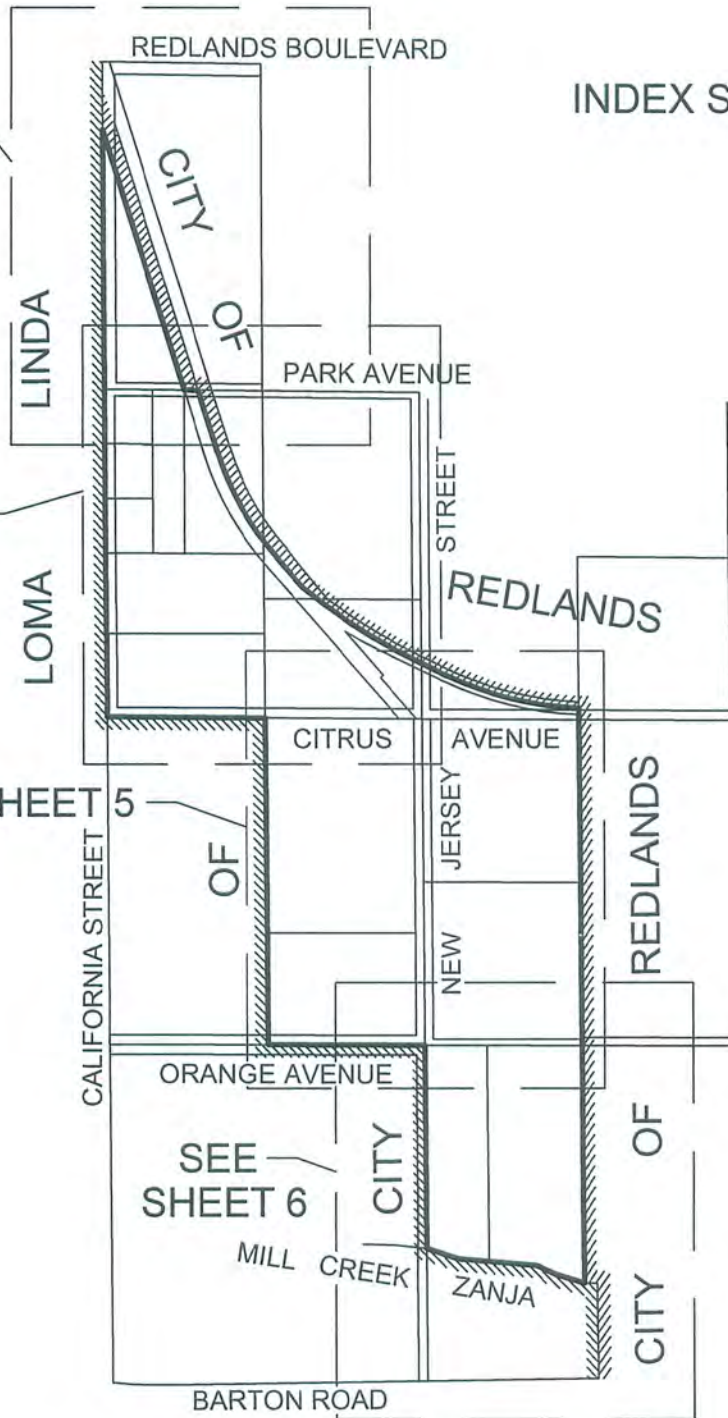 REDLANDS BOULEVARD
INDEX S
CITY
OF
LINDA
PARK AVENUE
STREET
REDLANDS
LOMA
CITRUS AVENUE
HEET 5
JERSEY
REDLANDS
OF
CALIFORNIA STREET
NEW
ORANGE AVENUE
OF
CITY
SEE
SHEET 6
MILL CREEK ZANJA
CITY
BARTON ROAD